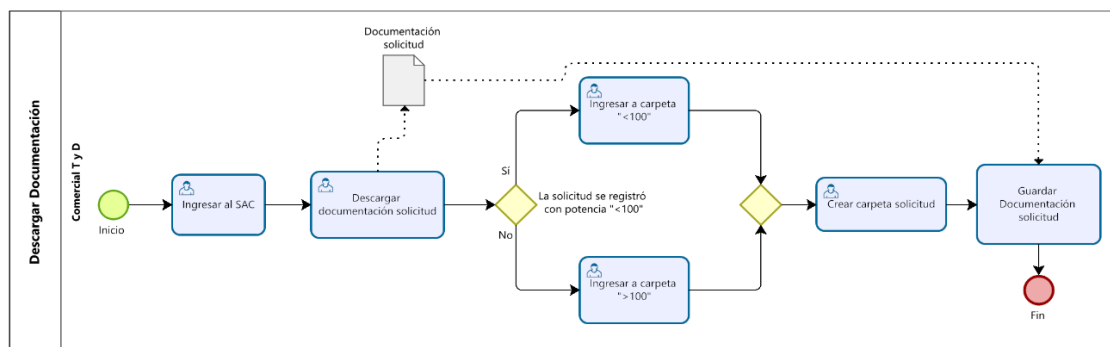 Descargar Documentación
Comercial T y D
Inicio
Ingresar al SAC
Descargar
documentación solicitud
Documentación
solicitud
Sí
La solicitud se registró
con potencia "<100"
No
Ingresar a carpeta
"<100"
Ingresar a carpeta
">100"
Crear carpeta solicitud
Guardar
Documentación
solicitud
Fin